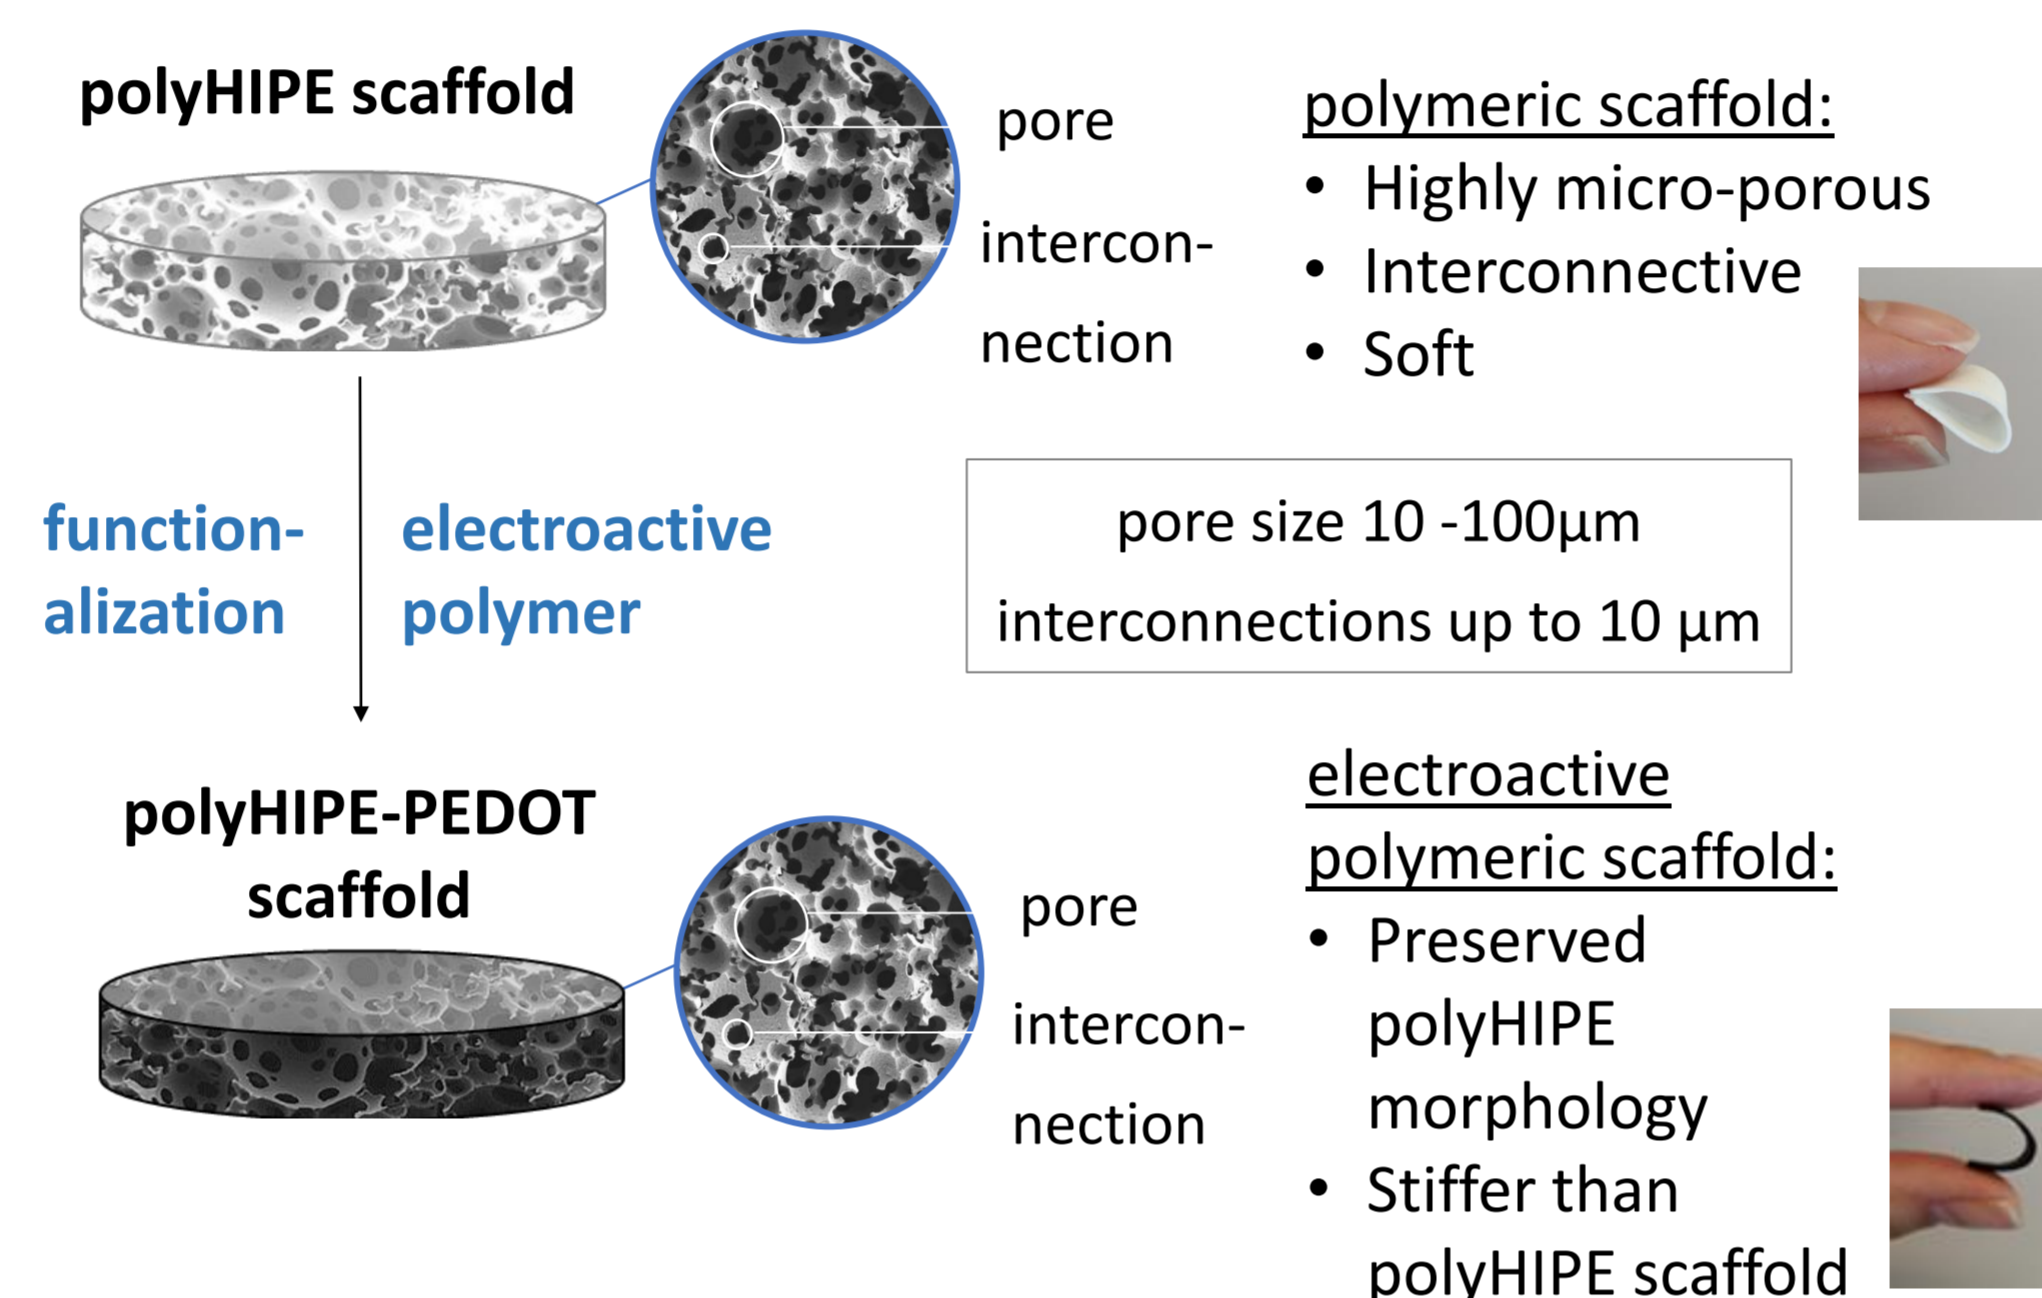 polyHIPE scaffold
pore
intercon-
nection
polymeric scaffold:
• Highly micro-porous
• Interconnective
• Soft
function-
alization
electroactive
polymer
pore size 10 -100µm
interconnections up to 10 µm
polyHIPE-PEDOT
scaffold
pore
intercon-
nection
electroactive
polymeric scaffold:
• Preserved
polyHIPE
morphology
• Stiffer than
polyHIPE scaffold